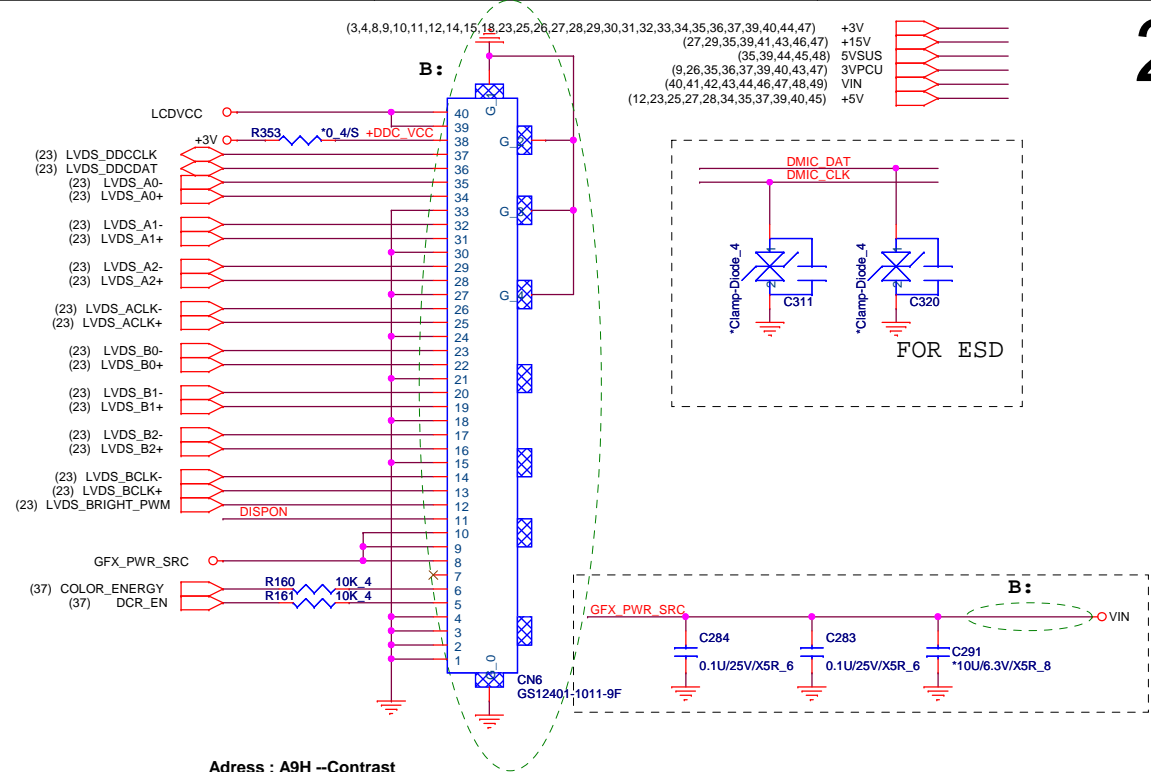 (3,4,8,9,10,11,12,14,15,18,23,25,26,27,28,29,30,31,32,33,34,35,36,37,39,40,44,47) +3V
(27,29,35,39,41,43,46,47) +15V
(35,39,44,45,48) 5VSUS
(9,26,35,36,37,39,40,43,47) 3VPCU
(40,41,42,43,44,46,47,48,49) VIN
(12,23,25,27,28,34,35,37,39,40,45) +5V
2
B:
LCDVCC 40
39
+3V R353 *0_4/S +DDC_VCC 38
(23) LVDS_DDCCLK 37
(23) LVDS_DDCDAT 36
(23) LVDS_A0- 35
(23) LVDS_A0+ 34
33
(23) LVDS_A1- 32
(23) LVDS_A1+ 31
30
(23) LVDS_A2- 29
(23) LVDS_A2+ 28
27
(23) LVDS_ACLK- 26
(23) LVDS_ACLK+ 25
24
(23) LVDS_B0- 23
(23) LVDS_B0+ 22
21
(23) LVDS_B1- 20
(23) LVDS_B1+ 19
18
(23) LVDS_B2- 17
(23) LVDS_B2+ 16
15
(23) LVDS_BCLK- 14
(23) LVDS_BCLK+ 13
(23) LVDS_BRIGHT_PWM 12
DISPON 11
10
9
GFX_PWR_SRC 8
7
(37) COLOR_ENERGY R160 10K_4 6
(37) DCR_EN R161 10K_4 5
4
3
2
1
G_0
CN6
GS12401-1011-9F
DMIC_DAT
DMIC_CLK
*Clamp-Diode_4
1
2
C311
*Clamp-Diode_4
1
2
C320
FOR ESD
B:
GFX_PWR_SRC
VIN
C284
0.1U/25V/X5R_6
C283
0.1U/25V/X5R_6
C291
*10U/6.3V/X5R_8
Adress : A9H --Contrast